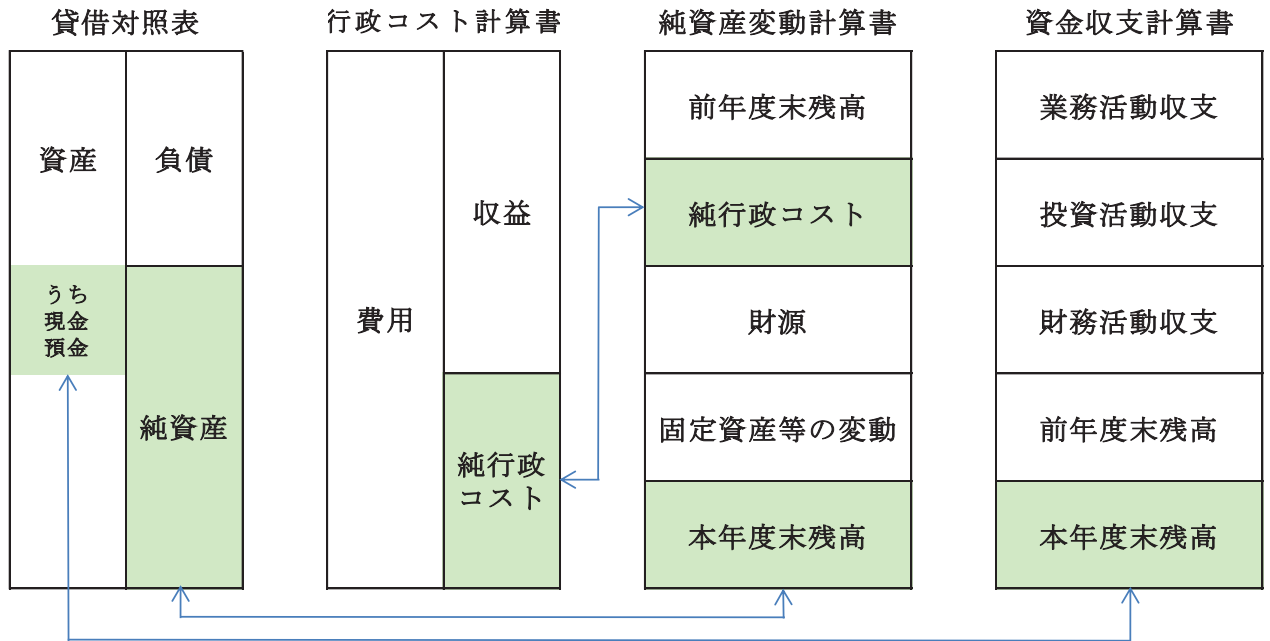 貸借対照表
資産
負債
うち
現金
預金
純資産
行政コスト計算書
費用
収益
純行政
コスト
純資産変動計算書
前年度末残高
純行政コスト
財源
固定資産等の変動
本年度末残高
資金収支計算書
業務活動収支
投資活動収支
財務活動収支
前年度末残高
本年度末残高